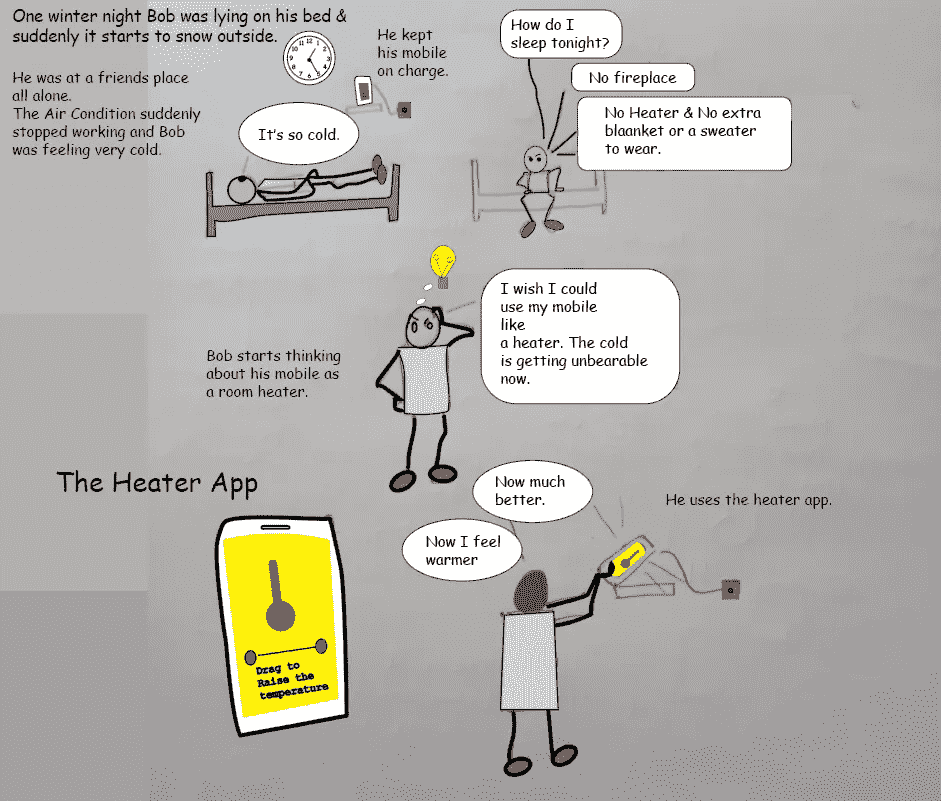 One winter night Bob was lying on his bed &
suddenly it starts to snow outside.
He was at a friends place
all alone.
The Air Condition suddenly
stopped working and Bob
was feeling very cold.
He kept
his mobile
on charge.
It's so cold.
How do I
sleep tonight?
No fireplace
No Heater & No extra
blaanket or a sweater
to wear.
Bob starts thinking
about his mobile as
a room heater.
I wish I could
use my mobile
like
a heater. The cold
is getting unbearable
now.
The Heater App
Drag to
Raise the
temperature
Now much
better.
Now I feel
warmer
He uses the heater app.